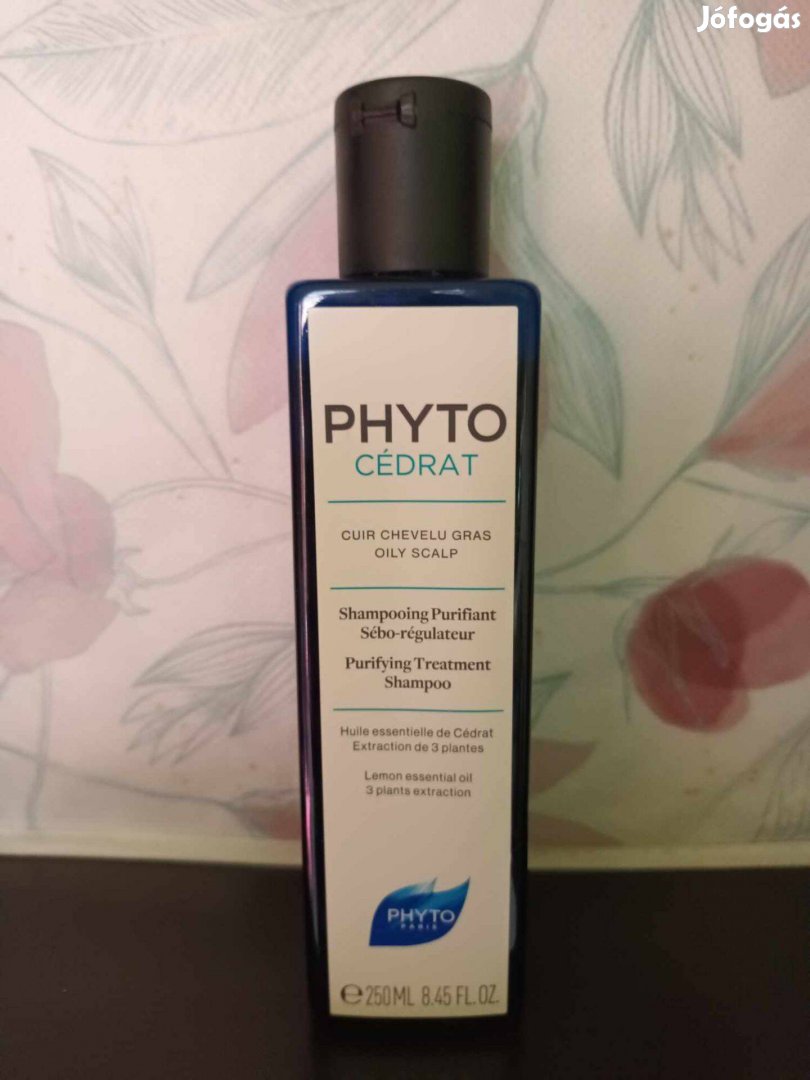 Jófogás
PHYTO
CÉDRAT
CUIR CHEVELU GRAS
OILY SCALP
Shampooing Purifiant
Sébo-régulateur
Purifying Treatment
Shampoo
Huile essentielle de Cédrat
Extraction de 3 plantes
Lemon essential oil
3 plants extraction
PHYTO
PARIS
℮250ML 8.45 FL.OZ.